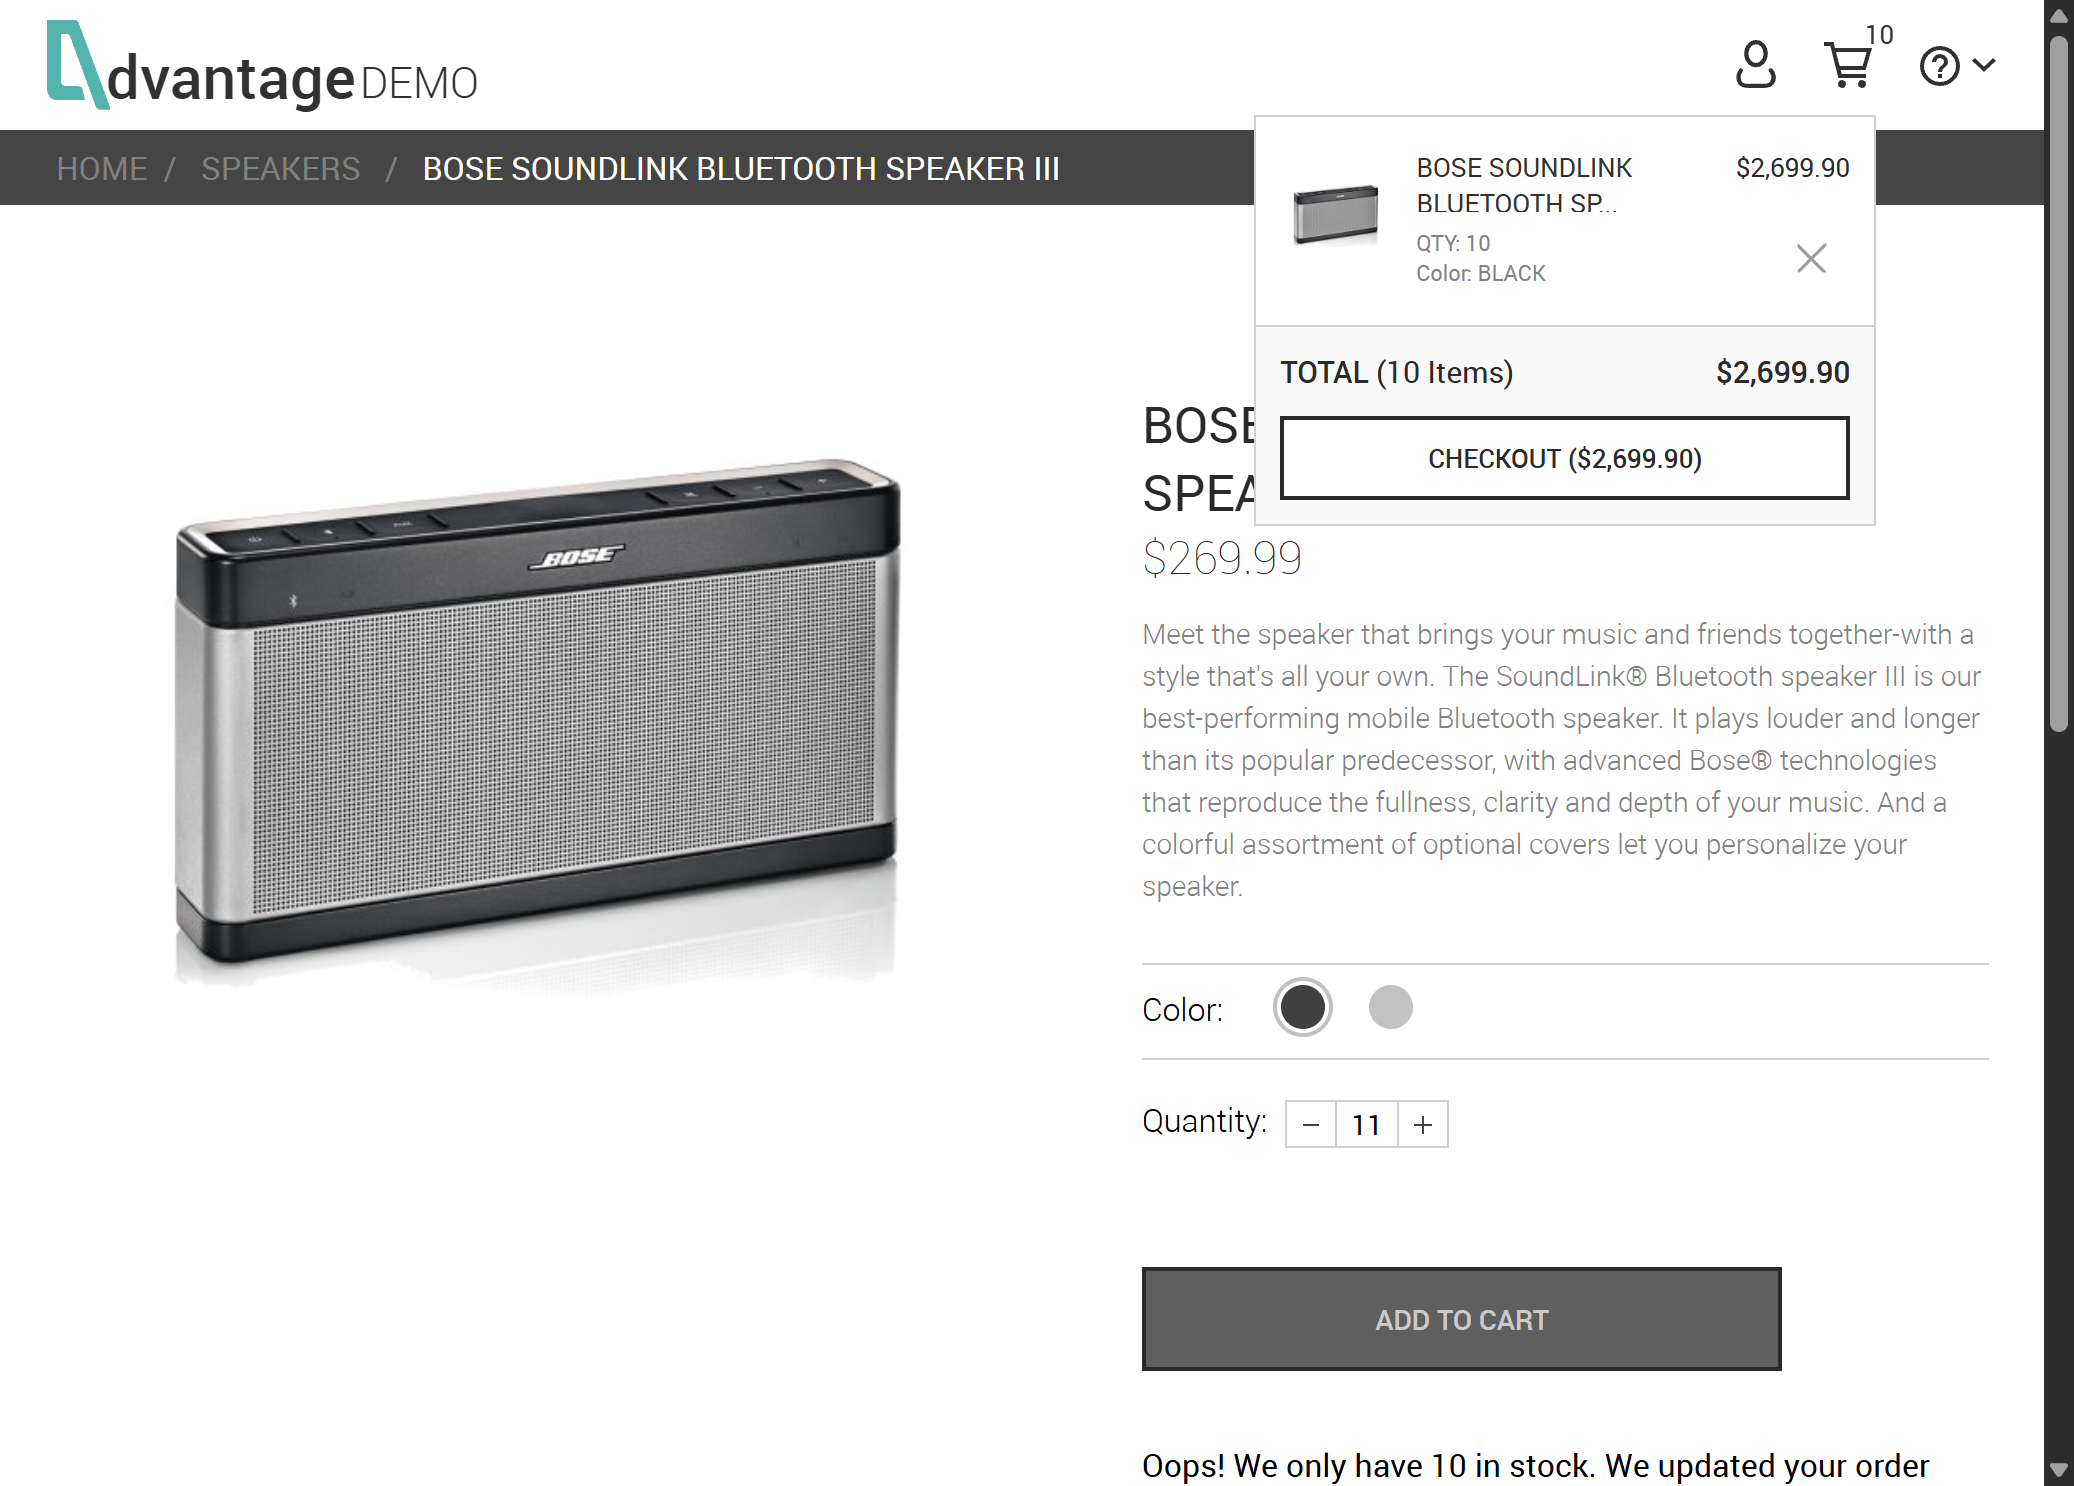 dvantage DEMO
10
HOME / SPEAKERS / BOSE SOUNDLINK BLUETOOTH SPEAKER III
BOSE SOUNDLINK $2,699.90
BLUETOOTH SP...
QTY: 10
Color: BLACK
TOTAL (10 Items) $2,699.90
CHECKOUT ($2,699.90)
BOSE
SPEA
$269.99
BOSE
Meet the speaker that brings your music and friends together-with a
style that's all your own. The SoundLink® Bluetooth speaker III is our
best-performing mobile Bluetooth speaker. It plays louder and longer
than its popular predecessor, with advanced Bose® technologies
that reproduce the fullness, clarity and depth of your music. And a
colorful assortment of optional covers let you personalize your
speaker.
Color:
Quantity: − 11 +
ADD TO CART
Oops! We only have 10 in stock. We updated your order